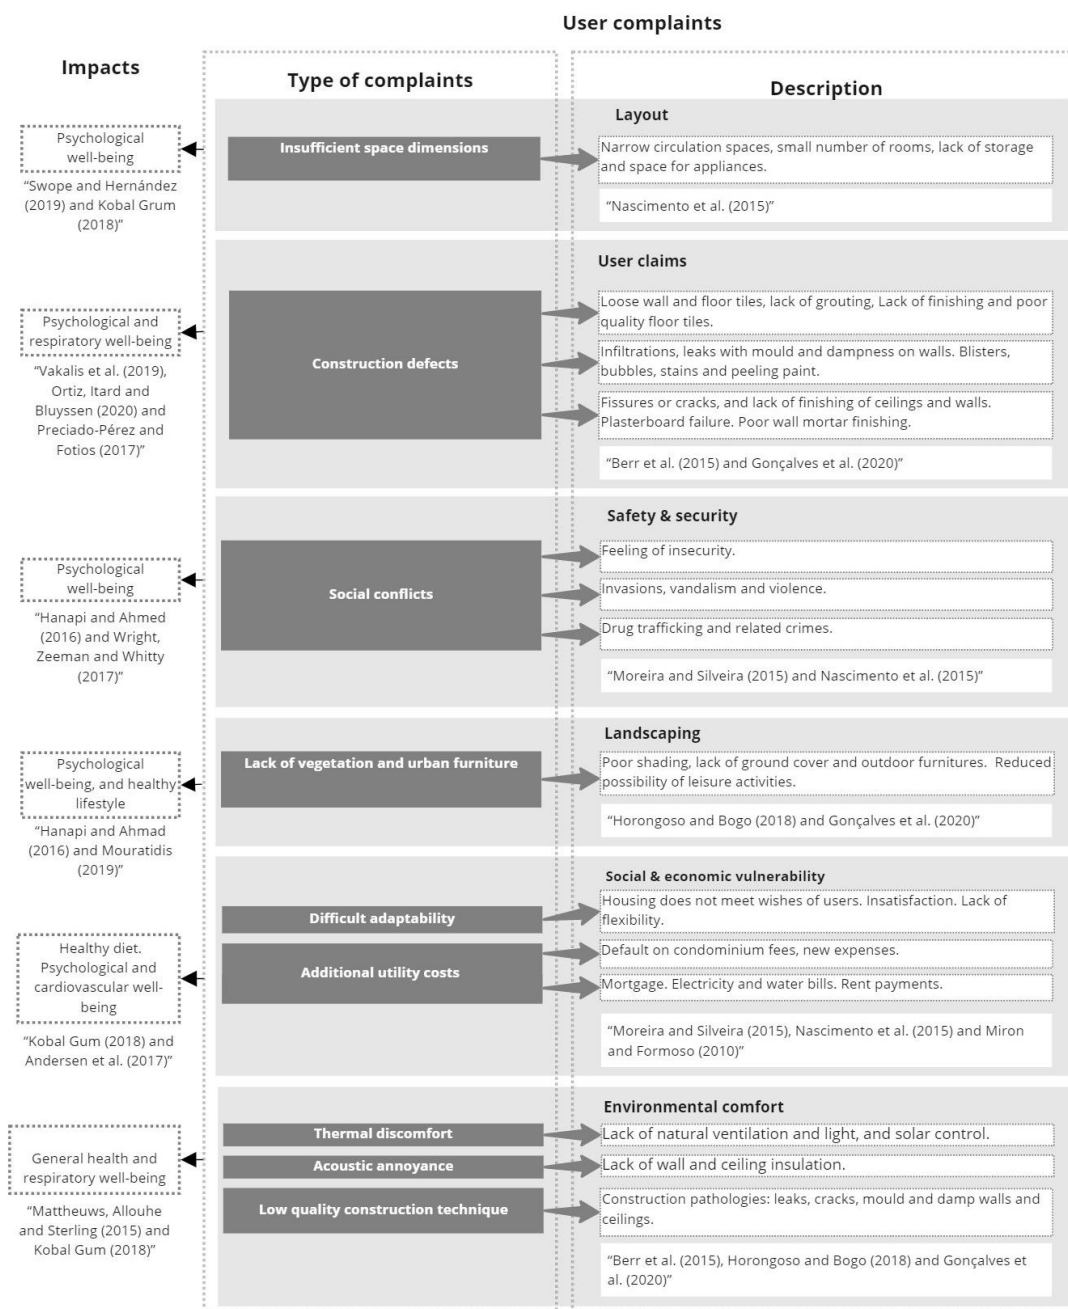 User complaints
Impacts
Type of complaints
Description
Layout
Psychological
well-being
"Swope and Hernández
(2019) and Kobal Grum
(2018)"
Insufficient space dimensions
Narrow circulation spaces, small number of rooms, lack of storage
and space for appliances.
"Nascimento et al. (2015)"
User claims
Psychological and
respiratory well-being
"Vakalis et al. (2019),
Ortiz, Itard and
Bluyssen (2020) and
Preciado-Pérez and
Fotios (2017)"
Construction defects
Loose wall and floor tiles, lack of grouting, Lack of finishing and poor
quality floor tiles.
Infiltrations, leaks with mould and dampness on walls. Blisters,
bubbles, stains and peeling paint.
Fissures or cracks, and lack of finishing of ceilings and walls.
Plasterboard failure. Poor wall mortar finishing.
"Berr et al. (2015) and Gonçalves et al. (2020)"
Safety & security
Psychological
well-being
"Hanapi and Ahmed
(2016) and Wright,
Zeeman and Whitty
(2017)"
Social conflicts
Feeling of insecurity.
Invasions, vandalism and violence.
Drug trafficking and related crimes.
"Moreira and Silveira (2015) and Nascimento et al. (2015)"
Landscaping
Psychological
well-being, and healthy
lifestyle
"Hanapi and Ahmad
(2016) and Mouratidis
(2019)"
Lack of vegetation and urban furniture
Poor shading, lack of ground cover and outdoor furnitures. Reduced
possibility of leisure activities.
"Horongoso and Bogo (2018) and Gonçalves et al. (2020)"
Social & economic vulnerability
Healthy diet.
Psychological and
cardiovascular well-
being
"Kobal Gum (2018) and
Andersen et al. (2017)"
Difficult adaptability
Housing does not meet wishes of users. Insatisfaction. Lack of
flexibility.
Additional utility costs
Default on condominium fees, new expenses.
Mortgage. Electricity and water bills. Rent payments.
"Moreira and Silveira (2015), Nascimento et al. (2015) and Miron
and Formoso (2010)"
Environmental comfort
General health and
respiratory well-being
"Mattheuws, Allouhe
and Sterling (2015) and
Kobal Gum (2018)"
Thermal discomfort
Lack of natural ventilation and light, and solar control.
Acoustic annoyance
Lack of wall and ceiling insulation.
Low quality construction technique
Construction pathologies: leaks, cracks, mould and damp walls and
ceilings.
"Berr et al. (2015), Horongoso and Bogo (2018) and Gonçalves et
al. (2020)"